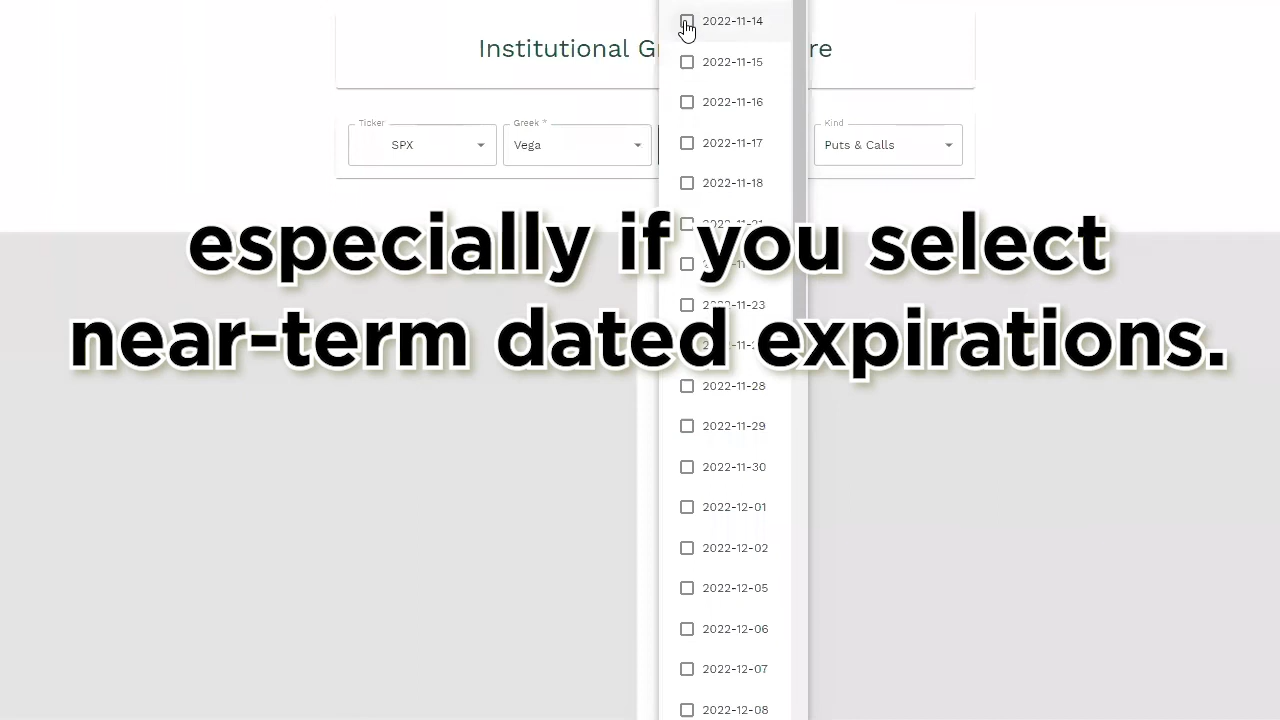 2022-11-14
Institutional G re
2022-11-15
2022-11-16
Ticker
Greek *
Kind
SPX
Vega
Puts & Calls
2022-11-17
2022-11-18
especially if you select
2022-11-23
near-term dated expirations.
2022-11-28
2022-11-29
2022-11-30
2022-12-01
2022-12-02
2022-12-05
2022-12-06
2022-12-07
2022-12-08